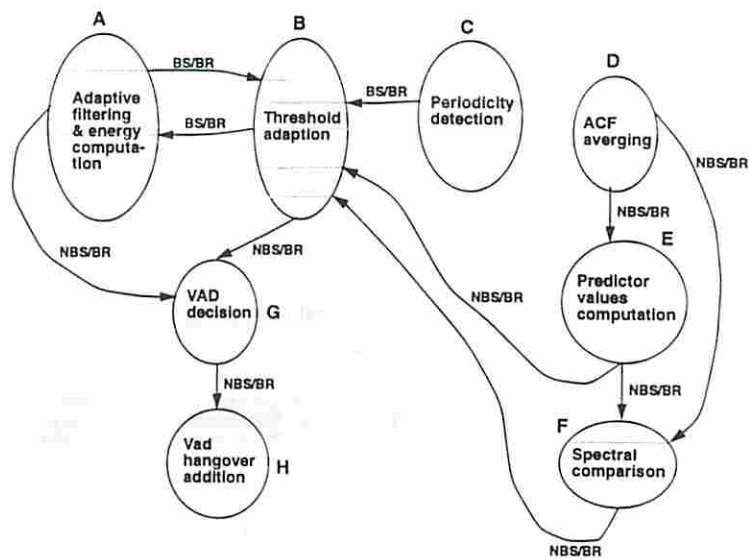 A
B
C
D
BS/BR
Adaptive
filtering
& energy
computa-
tion
BS/BR
Threshold
adaption
BS/BR
Periodicity
detection
ACF
averging
NBS/BR
NBS/BR
E
NBS/BR
NBS/BR
VAD
decision
G
NBS/BR
Predictor
values
computation
NBS/BR
NBS/BR
F
Vad
hangover
addition
H
Spectral
comparison
NBS/BR